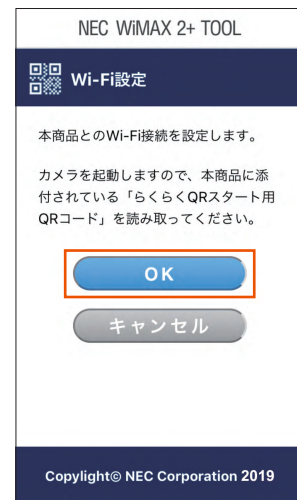 NEC WiMAX 2+ TOOL
Wi-Fi設定
本商品とのWi-Fi接続を設定します。
カメラを起動しますので、本商品に添
付されている「らくらくQRスタート用
QRコード」を読み取ってください。
OK
キャンセル
Copylight© NEC Corporation 2019